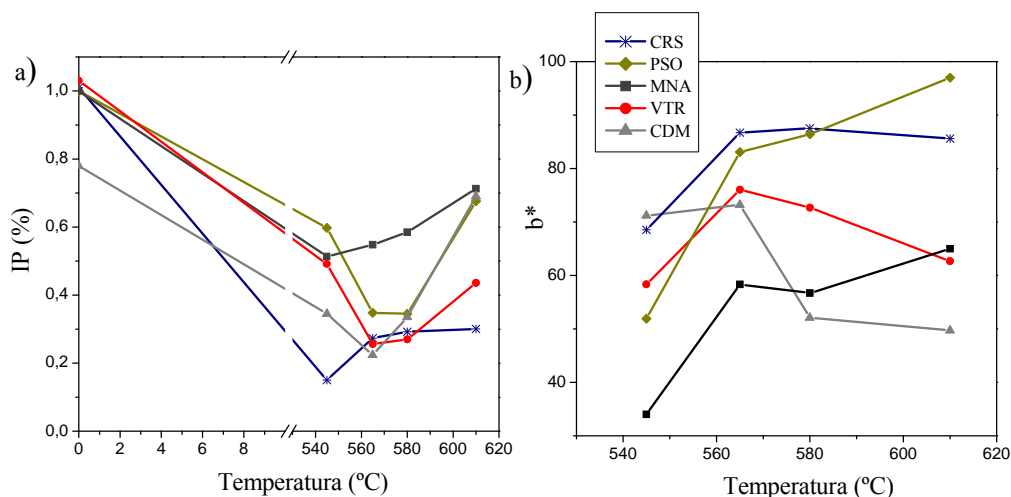 a)
IP (%)
1,0
0,8
0,6
0,4
0,2
0,0
0 2 4 6 8 540 560 580 600 620
Temperatura (ºC)
CRS
PSO
MNA
VTR
CDM
b)
b*
100
80
60
40
540 560 580 600 620
Temperatura (ºC)